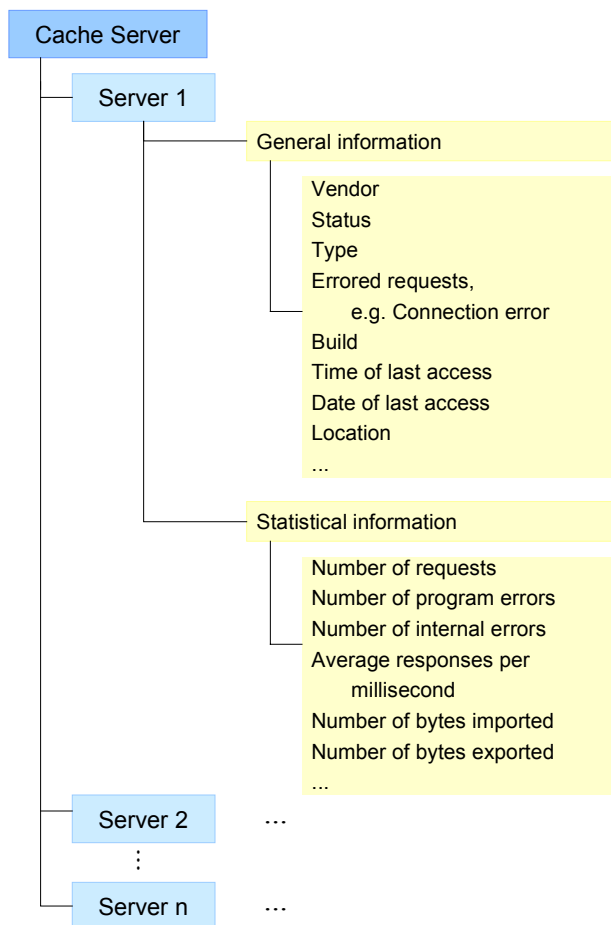 Cache Server
Server 1
General information
Vendor
Status
Type
Errored requests,
e.g. Connection error
Build
Time of last access
Date of last access
Location
...
Statistical information
Number of requests
Number of program errors
Number of internal errors
Average responses per
millisecond
Number of bytes imported
Number of bytes exported
...
Server 2 ...
⋮
Server n ...